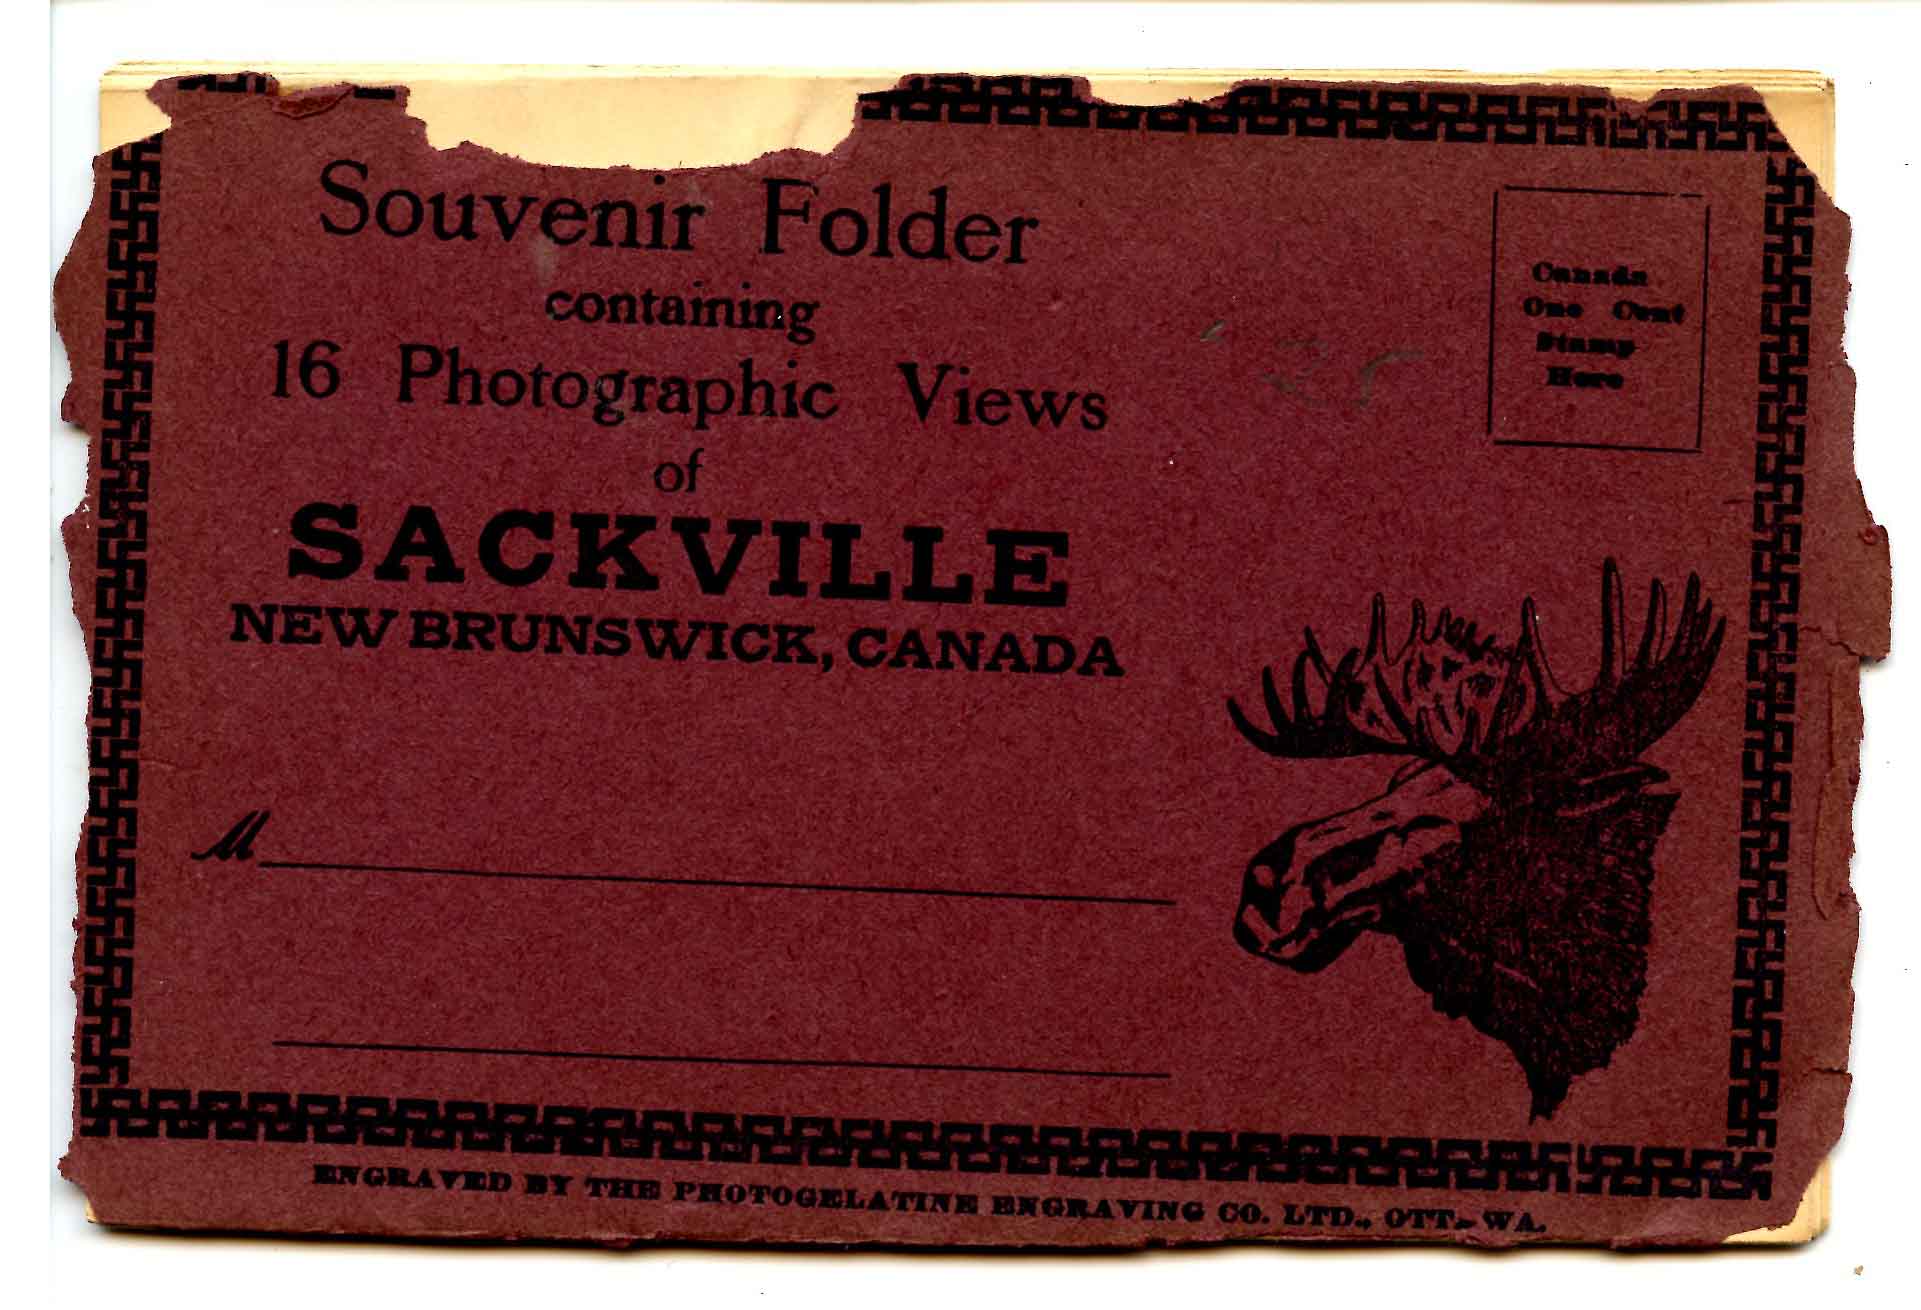 Souvenir Folder
containing
16 Photographic Views
of
SACKVILLE
NEW BRUNSWICK, CANADA
Canada
One Cent
Stamp
Here
M
ENGRAVED BY THE PHOTOGELATINE ENGRAVING CO. LTD., OTTAWA.